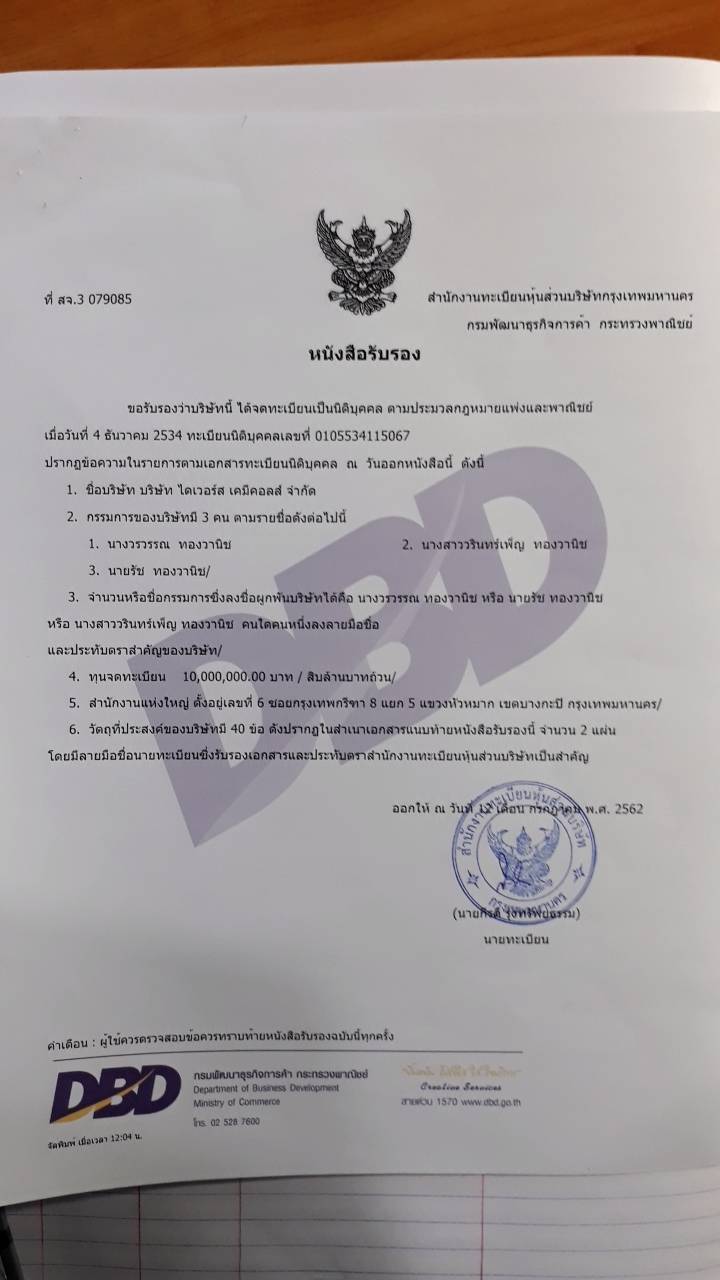 ที่ สจ.3 079085
สำนักงานทะเบียนหุ้นส่วนบริษัทกรุงเทพมหานคร
กรมพัฒนาธุรกิจการค้า กระทรวงพาณิชย์
หนังสือรับรอง
ขอรับรองว่าบริษัทนี้ ได้จดทะเบียนเป็นนิติบุคคล ตามประมวลกฎหมายแพ่งและพาณิชย์
เมื่อวันที่ 4 ธันวาคม 2534 ทะเบียนนิติบุคคลเลขที่ 0105534115067
ปรากฏข้อความในรายการตามเอกสารทะเบียนนิติบุคคล ณ วันออกหนังสือนี้ ดังนี้
1. ชื่อบริษัท บริษัท ไดเวอร์ส เคมีคอลส์ จำกัด
2. กรรมการของบริษัทมี 3 คน ตามรายชื่อดังต่อไปนี้
1. นางวรวรรณ ทองวานิช 2. นางสาววรินทร์เพ็ญ ทองวานิช
3. นายรัช ทองวานิช/
3. จำนวนหรือชื่อกรรมการซึ่งลงชื่อผูกพันบริษัทได้คือ นางวรวรรณ ทองวานิช หรือ นายรัช ทองวานิช
หรือ นางสาววรินทร์เพ็ญ ทองวานิช คนใดคนหนึ่งลงลายมือชื่อ
และประทับตราสำคัญของบริษัท/
4. ทุนจดทะเบียน 10,000,000.00 บาท / สิบล้านบาทถ้วน/
5. สำนักงานแห่งใหญ่ ตั้งอยู่เลขที่ 6 ซอยกรุงเทพกรีฑา 8 แยก 5 แขวงหัวหมาก เขตบางกะปิ กรุงเทพมหานคร/
6. วัตถุที่ประสงค์ของบริษัทมี 40 ข้อ ดังปรากฏในสำเนาเอกสารแนบท้ายหนังสือรับรองนี้ จำนวน 2 แผ่น
โดยมีลายมือชื่อนายทะเบียนซึ่งรับรองเอกสารและประทับตราสำนักงานทะเบียนหุ้นส่วนบริษัทเป็นสำคัญ
DBD
ออกให้ ณ วันที่ 12 เดือน กรกฎาคม พ.ศ. 2562
สำนักงานทะเบียนหุ้นส่วนบริษัท
กรุงเทพมหานคร
นายทะเบียน
คำเตือน : ผู้ใช้ควรตรวจสอบข้อควรทราบท้ายหนังสือรับรองฉบับนี้ทุกครั้ง
DBD
กรมพัฒนาธุรกิจการค้า กระทรวงพาณิชย์
Department of Business Development
Ministry of Commerce
โทร. 02 528 7600
Creative Services
สายด่วน 1570 www.dbd.go.th
จัดพิมพ์ เมื่อเวลา 12:04 น.